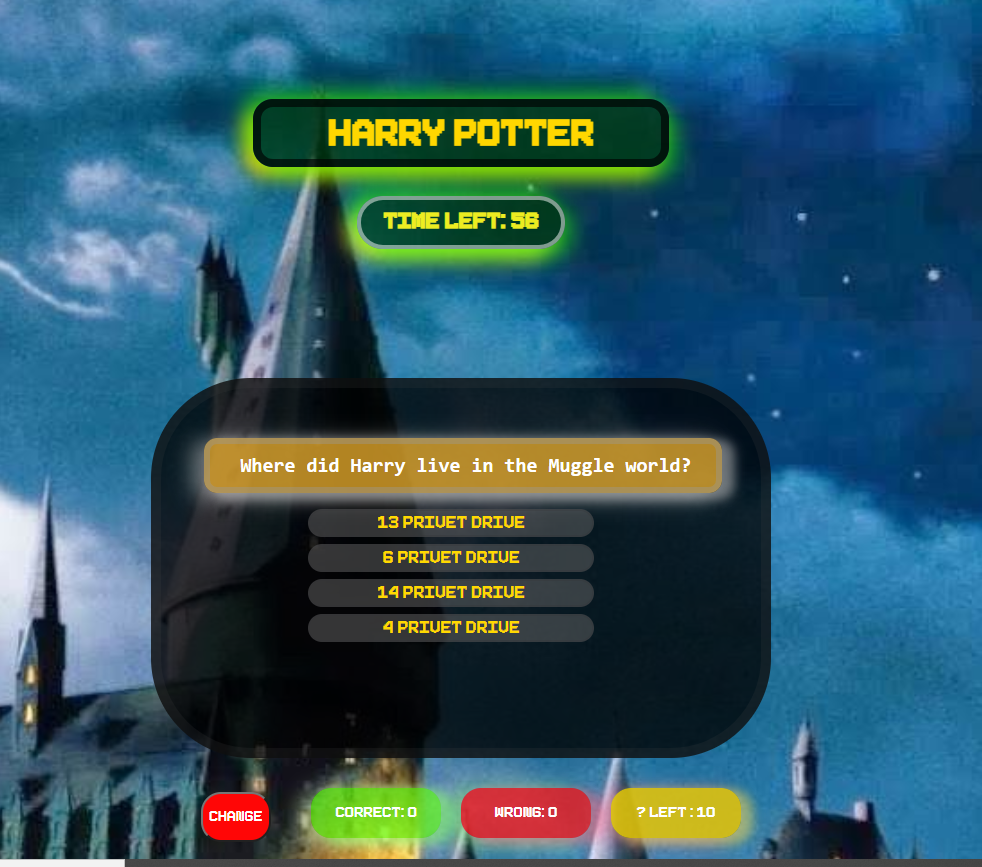 HARRY POTTER
TIME LEFT: 56
Where did Harry live in the Muggle world?
13 PRIVET DRIVE
6 PRIVET DRIVE
14 PRIVET DRIVE
4 PRIVET DRIVE
CHANGE
CORRECT: 0
WRONG: 0
? LEFT : 10